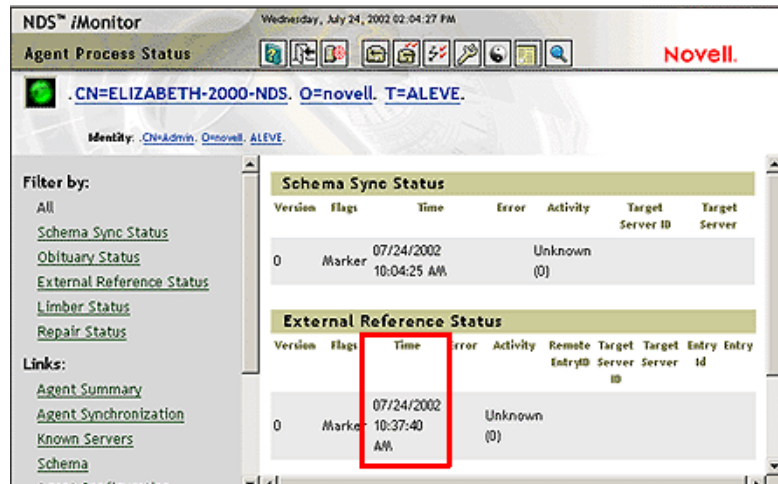 NDS™ iMonitor
Wednesday, July 24, 2002 02:04:27 PM
Agent Process Status
Novell.
.CN=ELIZABETH-2000-NDS. O=novell. T=ALEVE.
Identity: .CN=Admin. O=novell. ALEVE.
Filter by:
All
Schema Sync Status
Obituary Status
External Reference Status
Limber Status
Repair Status
Links:
Agent Summary
Agent Synchronization
Known Servers
Schema
Schema Sync Status
Version Flags Time Error Activity Target Server ID Target Server
0 Marker 07/24/2002 10:04:25 AM Unknown (0)
External Reference Status
Version Flags Time Error Activity Remote EntryID Target Server ID Target Server Entry Id Entry
0 Marker 07/24/2002 10:37:40 AM Unknown (0)